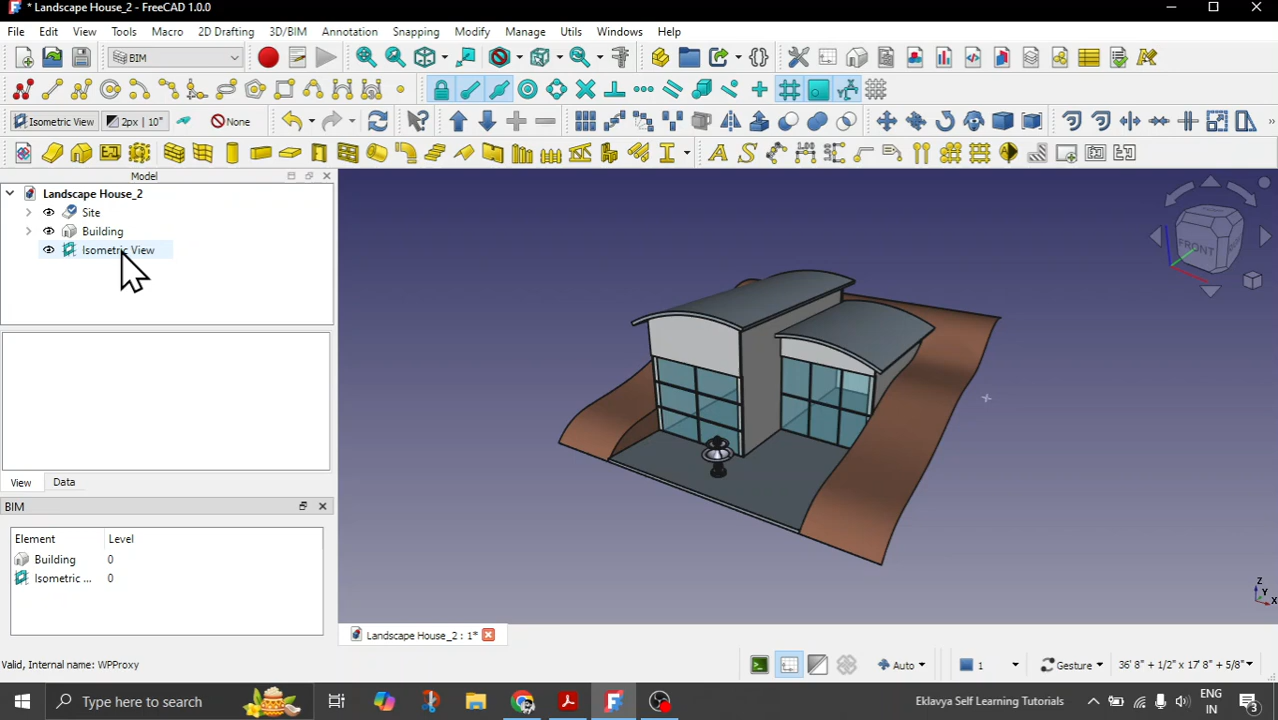 * Landscape House_2 - FreeCAD 1.0.0
File Edit View Tools Macro 2D Drafting 3D/BIM Annotation Snapping Modify Manage Utils Windows Help
BIM
Isometric View 2px | 10" None
Model
Landscape House_2
Site
Building
Isometric View
FRONT
View Data
BIM
Element Level
Building 0
Isometric ... 0
Z
Y
X
Landscape House_2 : 1*
Valid, Internal name: WPProxy
Auto 1 Gesture 36' 8" + 1/2" x 17' 8" + 5/8"
Type here to search
Eklavya Self Learning Tutorials
ENG
IN
3